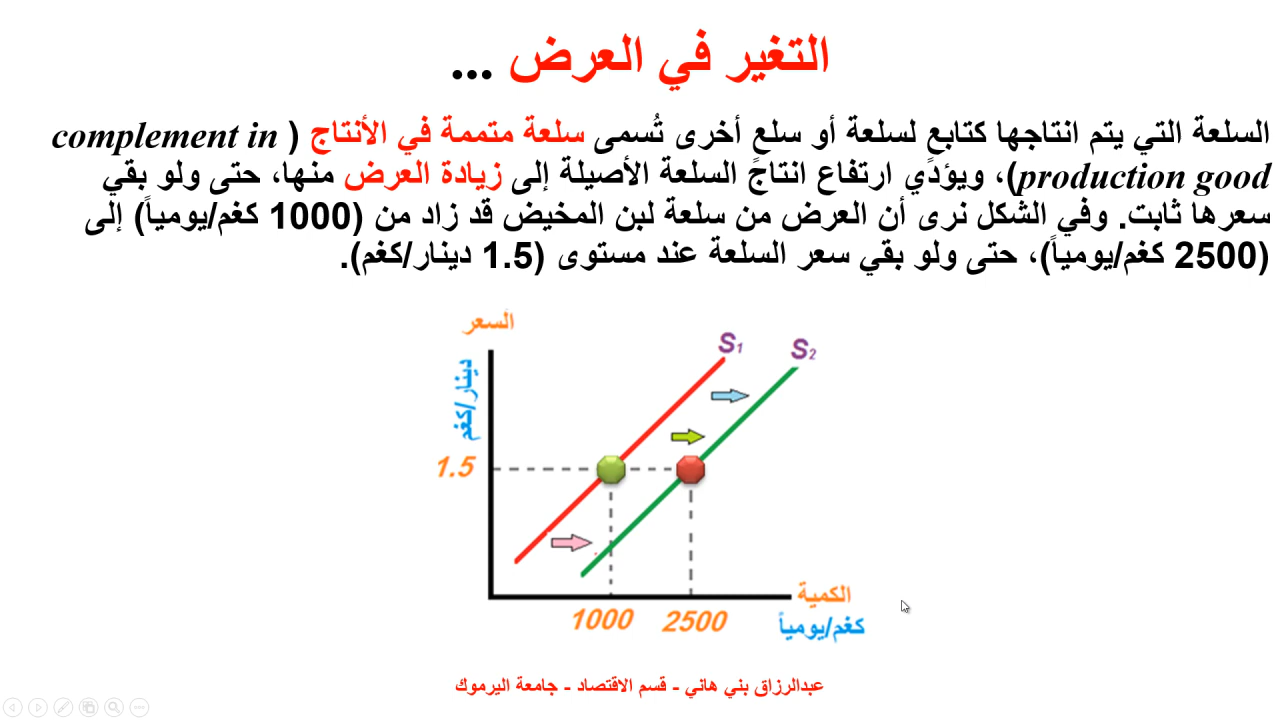 التغير في العرض ...
السلعة التي يتم انتاجها كتابعٍ لسلعة أو سلعٍ أخرى تُسمى سلعة متممة في الأنتاج ( complement in
production good)، ويؤدي ارتفاع انتاج السلعة الأصيلة إلى زيادة العرض منها، حتى ولو بقي
سعرها ثابت. وفي الشكل نرى أن العرض من سلعة لبن المخيض قد زاد من (1000 كغم/يومياً) إلى
(2500 كغم/يومياً)، حتى ولو بقي سعر السلعة عند مستوى (1.5 دينار/كغم).
السعر
دينار/كغم
S1
S2
1.5
1000
2500
الكمية
كغم/يومياً
عبدالرزاق بني هاني - قسم الاقتصاد - جامعة اليرموك